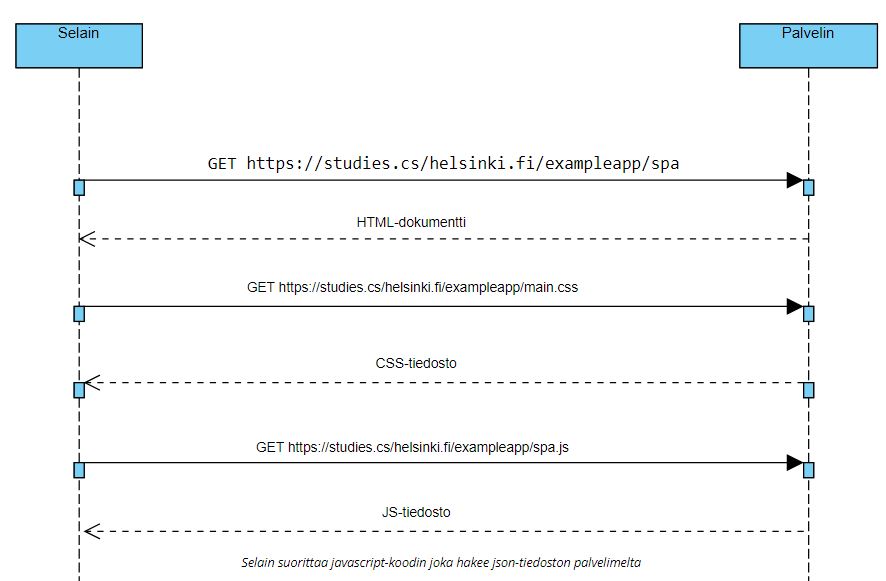 Selain
Palvelin
GET https://studies.cs/helsinki.fi/exampleapp/spa
HTML-dokumentti
GET https://studies.cs/helsinki.fi/exampleapp/main.css
CSS-tiedosto
GET https://studies.cs/helsinki.fi/exampleapp/spa.js
JS-tiedosto
Selain suorittaa javascript-koodin joka hakee json-tiedoston palvelimelta